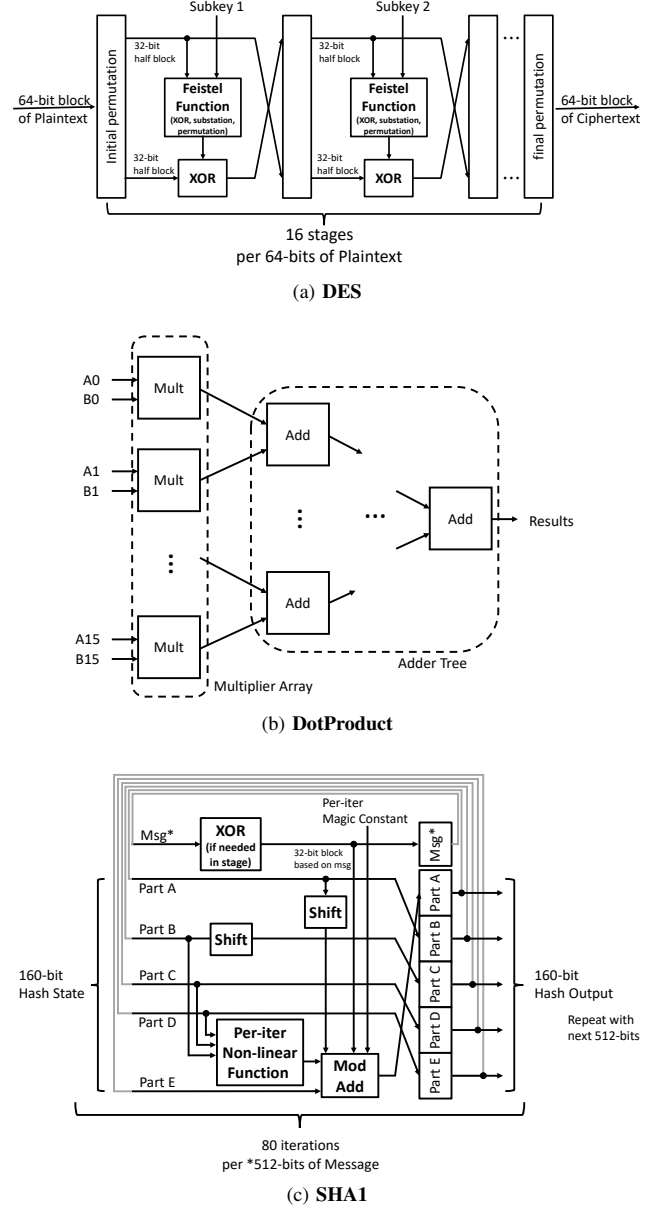 Subkey 1
Subkey 2
32-bit
half block
32-bit
half block
64-bit block
of Plaintext
Initial permutation
Feistel
Function
(XOR, substation,
permutation)
Feistel
Function
(XOR, substation,
permutation)
final permutation
64-bit block
of Ciphertext
32-bit
half block
XOR
32-bit
half block
XOR
16 stages
per 64-bits of Plaintext
(a) DES
A0
B0
Mult
Add
A1
B1
Mult
Add
Results
Add
A15
B15
Mult
Adder Tree
Multiplier Array
(b) DotProduct
Per-iter
Magic Constant
Msg*
XOR
(if needed
in stage)
32-bit block
based on msg
Msg*
Part A
Shift
Part A
Part B
Shift
Part B
160-bit
Hash State
Part C
Part C
160-bit
Hash Output
Part D
Part D
Repeat with
next 512-bits
Per-iter
Non-linear
Function
Mod
Add
Part E
Part E
80 iterations
per *512-bits of Message
(c) SHA1